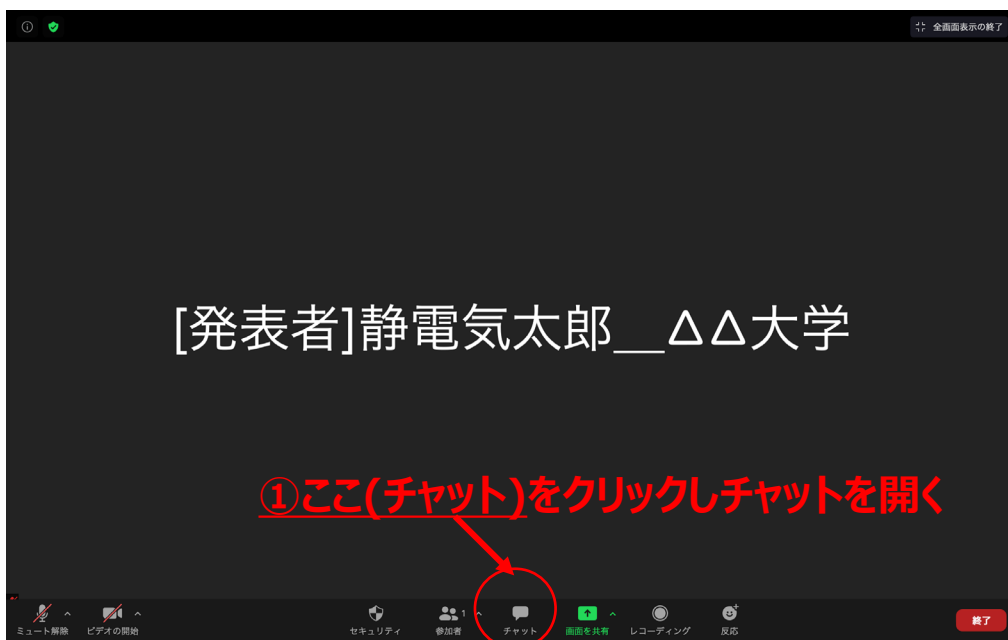 全画面表示の終了
[発表者]静電気太郎__△△大学
①ここ(チャット)をクリックしチャットを開く
1
ミュート解除 ビデオの開始 セキュリティ 参加者 チャット 画面を共有 レコーディング 反応 終了